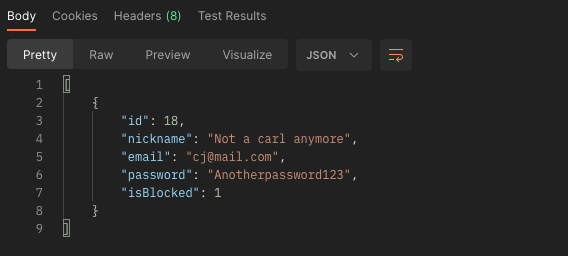 Body Cookies Headers (8) Test Results
Pretty Raw Preview Visualize JSON
1 [
2 {
3 "id": 18,
4 "nickname": "Not a carl anymore",
5 "email": "cj@mail.com",
6 "password": "Anotherpassword123",
7 "isBlocked": 1
8 }
9 ]